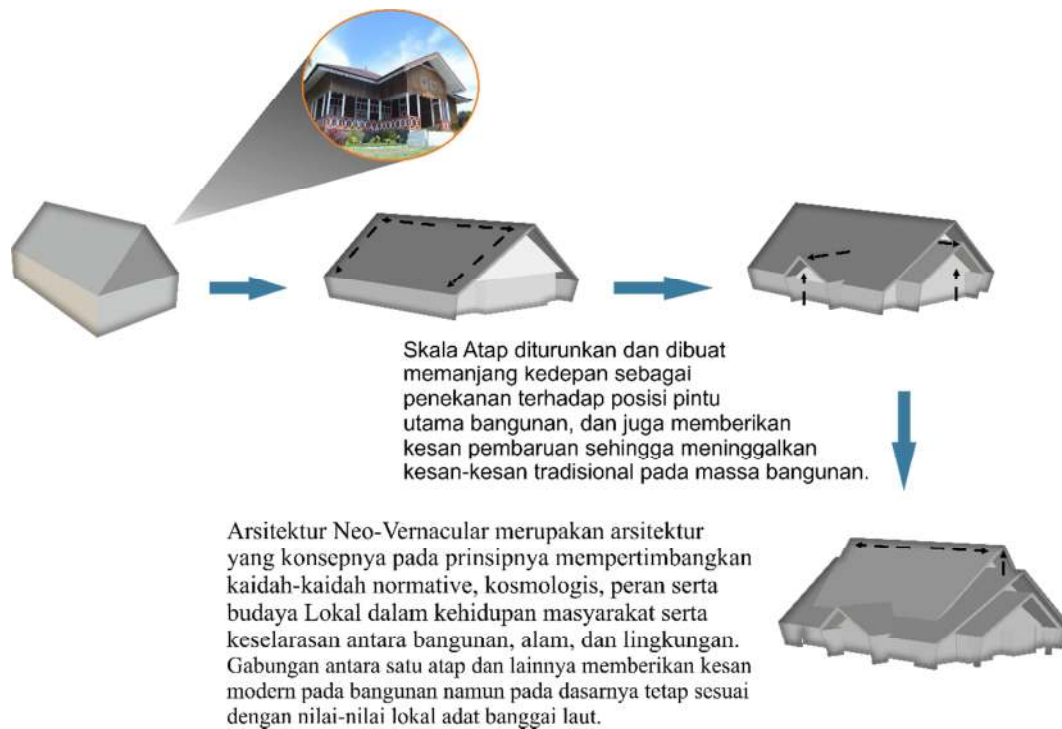 Skala Atap diturunkan dan dibuat
memanjang kedepan sebagai
penekanan terhadap posisi pintu
utama bangunan, dan juga memberikan
kesan pembaruan sehingga meninggalkan
kesan-kesan tradisional pada massa bangunan.
Arsitektur Neo-Vernacular merupakan arsitektur
yang konsepnya pada prinsipnya mempertimbangkan
kaidah-kaidah normative, kosmologis, peran serta
budaya Lokal dalam kehidupan masyarakat serta
keselarasan antara bangunan, alam, dan lingkungan.
Gabungan antara satu atap dan lainnya memberikan kesan
modern pada bangunan namun pada dasarnya tetap sesuai
dengan nilai-nilai lokal adat banggai laut.